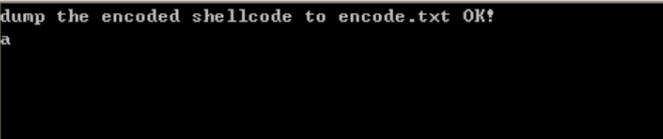 dump the encoded shellcode to encode.txt OK!
a